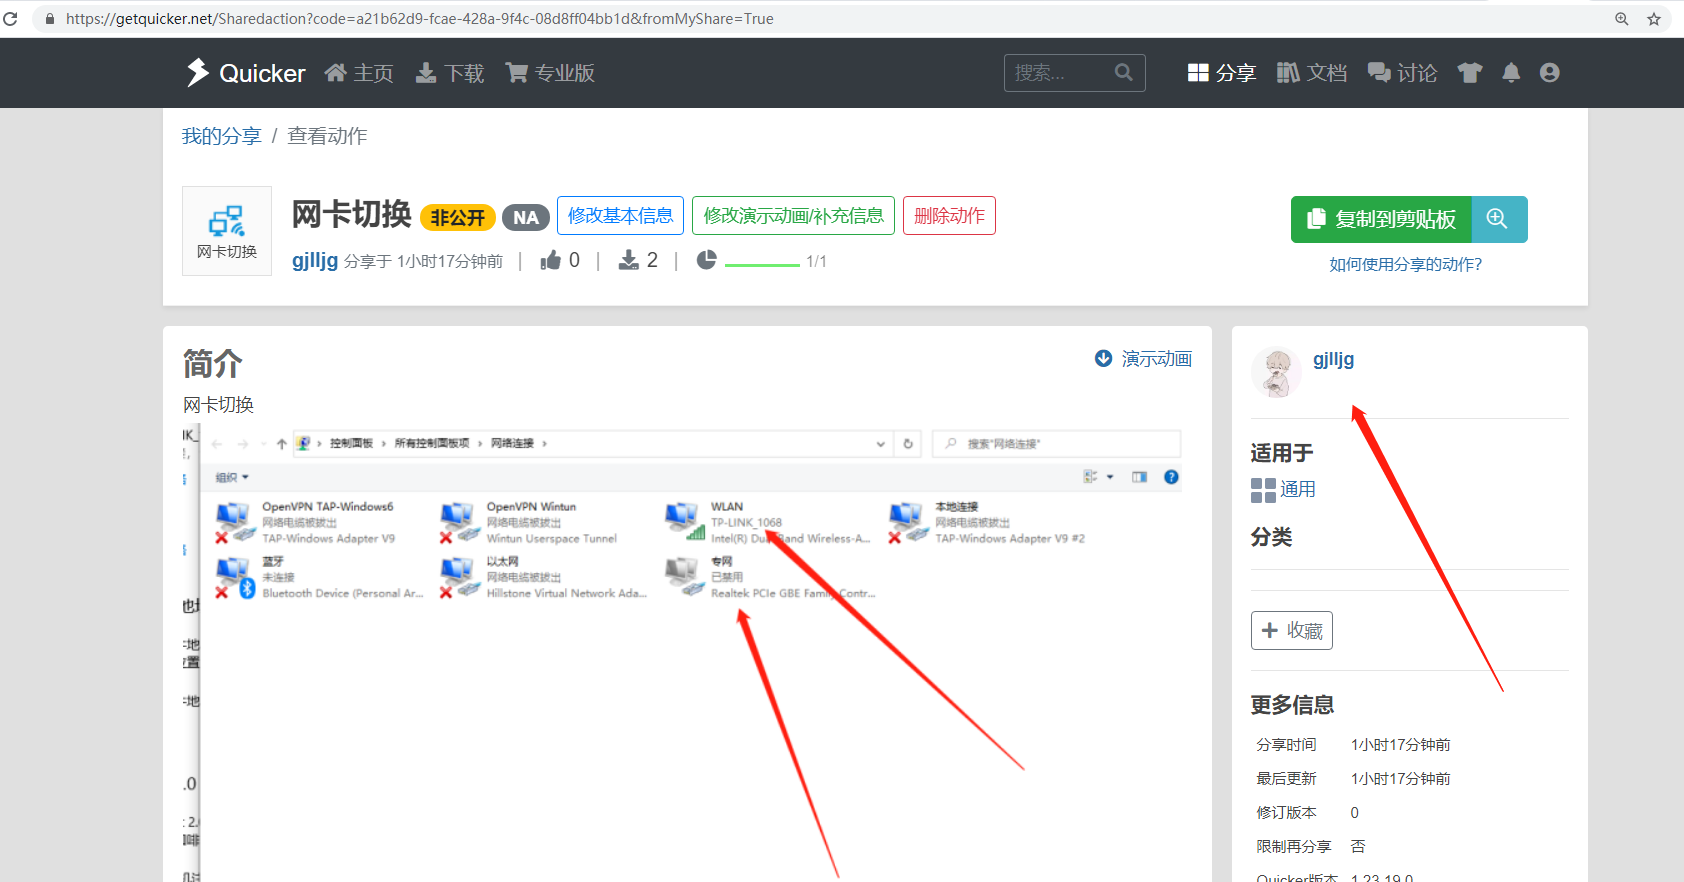 https://getquicker.net/Sharedaction?code=a21b62d9-fcae-428a-9f4c-08d8ff04bb1d&fromMyShare=True
Quicker 主页 下载 专业版 搜索... 分享 文档 讨论
我的分享 / 查看动作
网卡切换
网卡切换 非公开 NA 修改基本信息 修改演示动画/补充信息 删除动作
gjlljg 分享于 1小时17分钟前 | 0 | 2 | 1/1
复制到剪贴板
如何使用分享的动作?
简介
演示动画
网卡切换
控制面板 › 所有控制面板项 › 网络连接 ›
搜索"网络连接"
组织
OpenVPN TAP-Windows6
网络电缆被拔出
TAP-Windows Adapter V9
OpenVPN Wintun
网络电缆被拔出
Wintun Userspace Tunnel
WLAN
TP-LINK_1068
Intel(R) Dual Band Wireless-A...
本地连接
网络电缆被拔出
TAP-Windows Adapter V9 #2
蓝牙
未连接
Bluetooth Device (Personal Ar...
以太网
网络电缆被拔出
Hillstone Virtual Network Ada...
专网
已禁用
Realtek PCIe GBE Family Contr...
gjlljg
适用于
通用
分类
收藏
更多信息
分享时间 1小时17分钟前
最后更新 1小时17分钟前
修订版本 0
限制再分享 否
Quicker版本 1.23.19.0